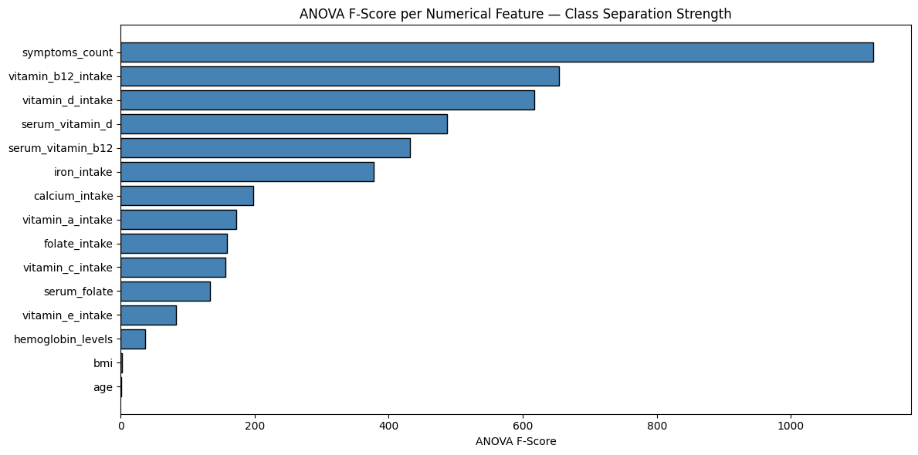 ANOVA F-Score per Numerical Feature — Class Separation Strength
symptoms_count
vitamin_b12_intake
vitamin_d_intake
serum_vitamin_d
serum_vitamin_b12
iron_intake
calcium_intake
vitamin_a_intake
folate_intake
vitamin_c_intake
serum_folate
vitamin_e_intake
hemoglobin_levels
bmi
age
0 200 400 600 800 1000
ANOVA F-Score